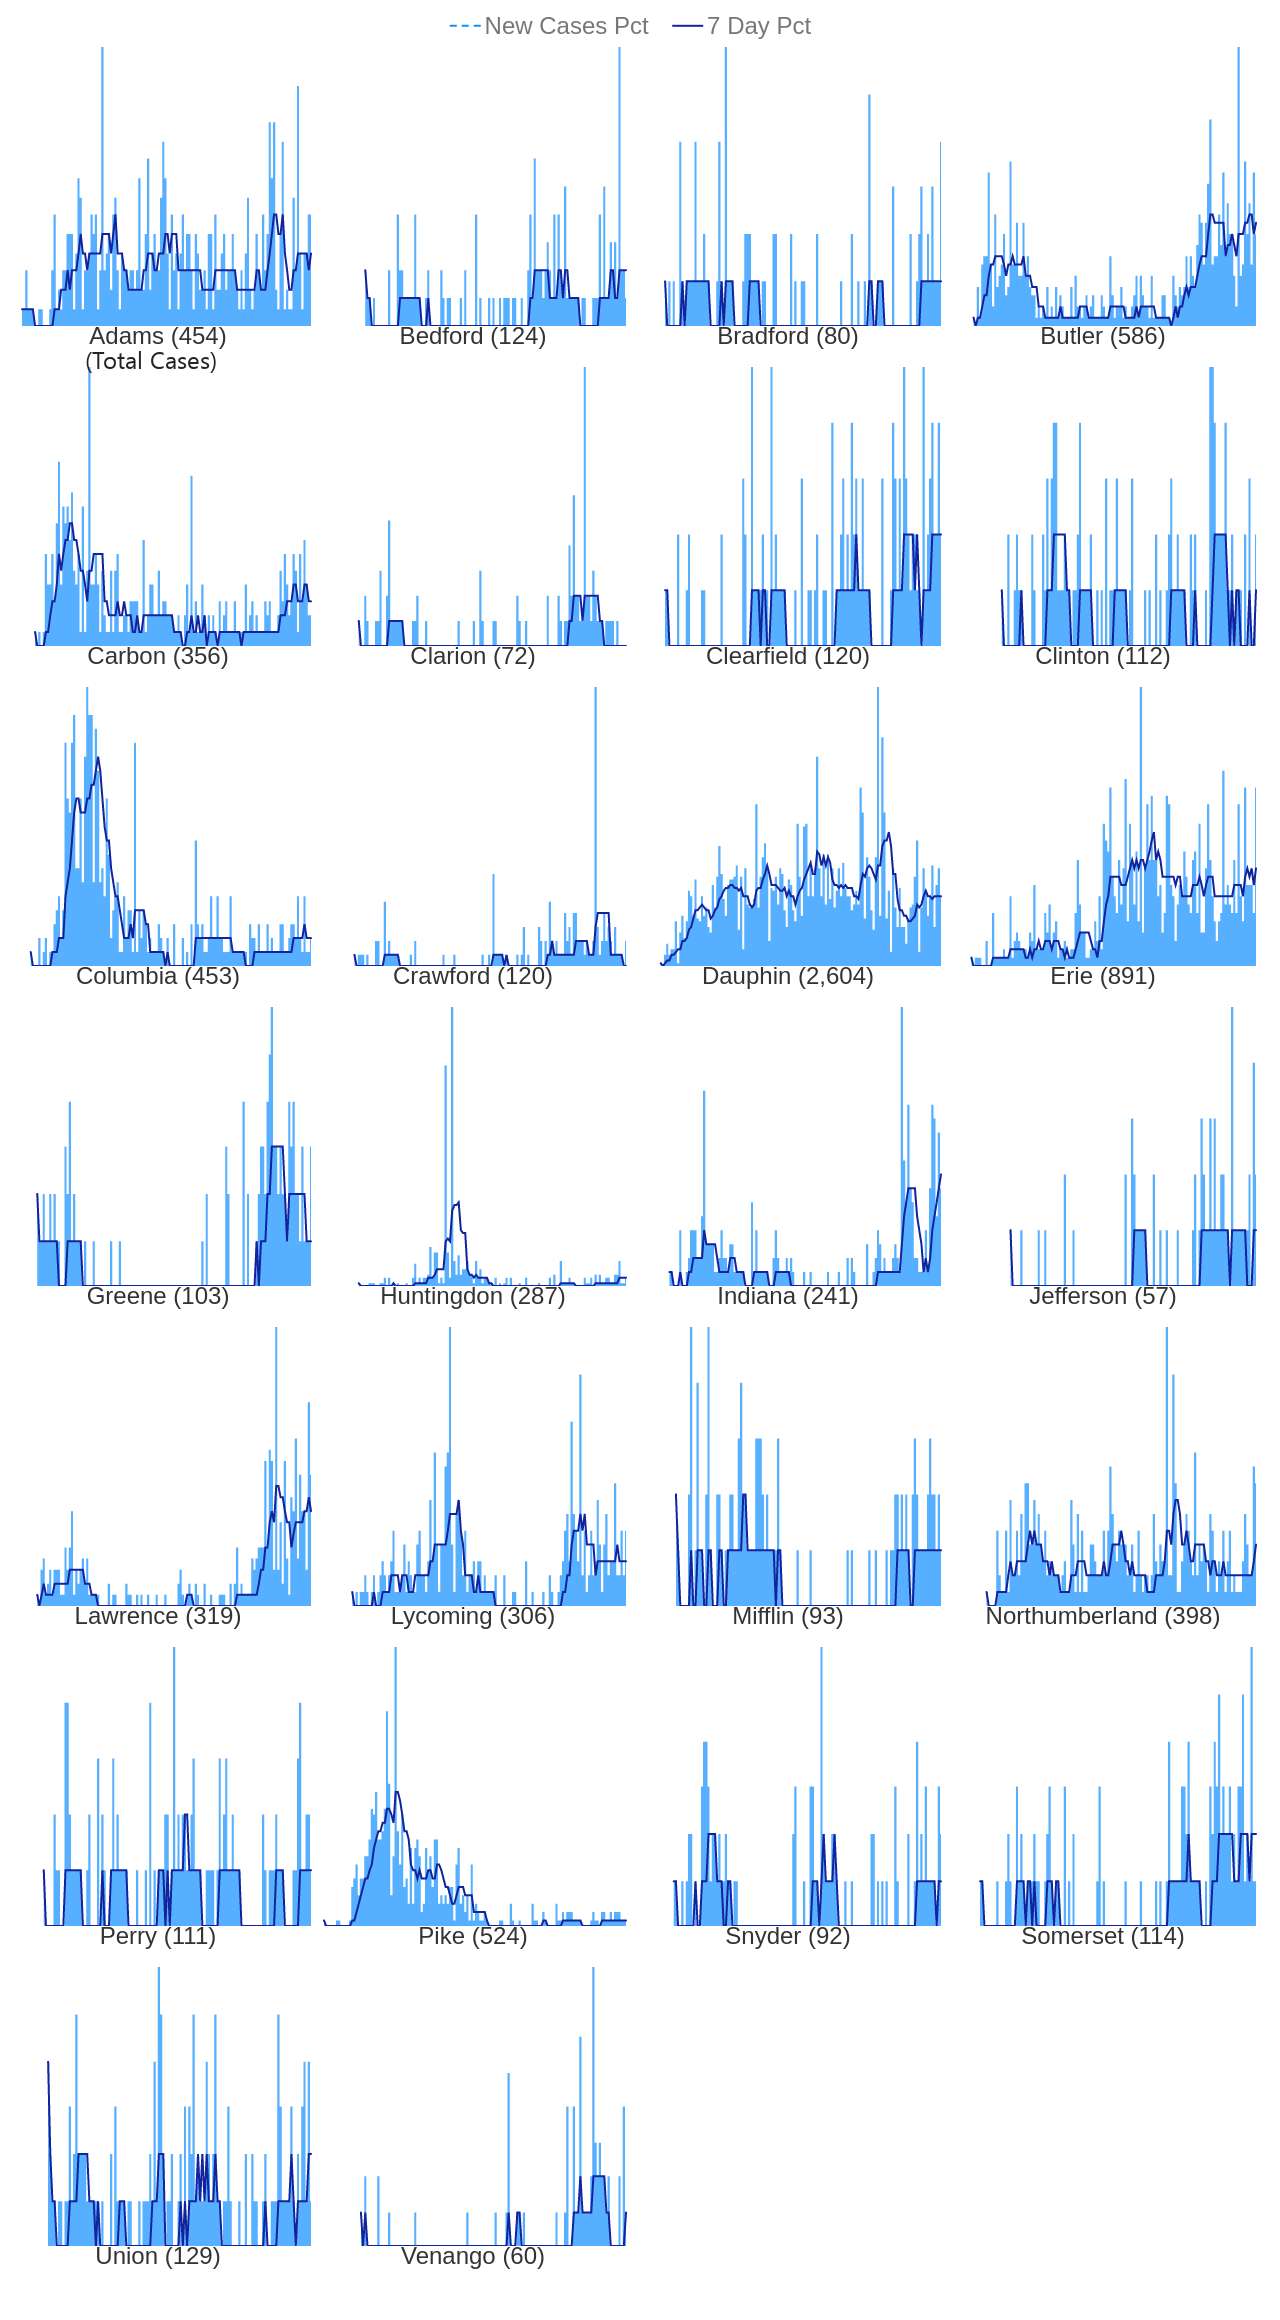 New Cases Pct 7 Day Pct
Adams (454) Bedford (124) Bradford (80) Butler (586)
(Total Cases)
Carbon (356) Clarion (72) Clearfield (120) Clinton (112)
Columbia (453) Crawford (120) Dauphin (2,604) Erie (891)
Greene (103) Huntingdon (287) Indiana (241) Jefferson (57)
Lawrence (319) Lycoming (306) Mifflin (93) Northumberland (398)
Perry (111) Pike (524) Snyder (92) Somerset (114)
Union (129) Venango (60)